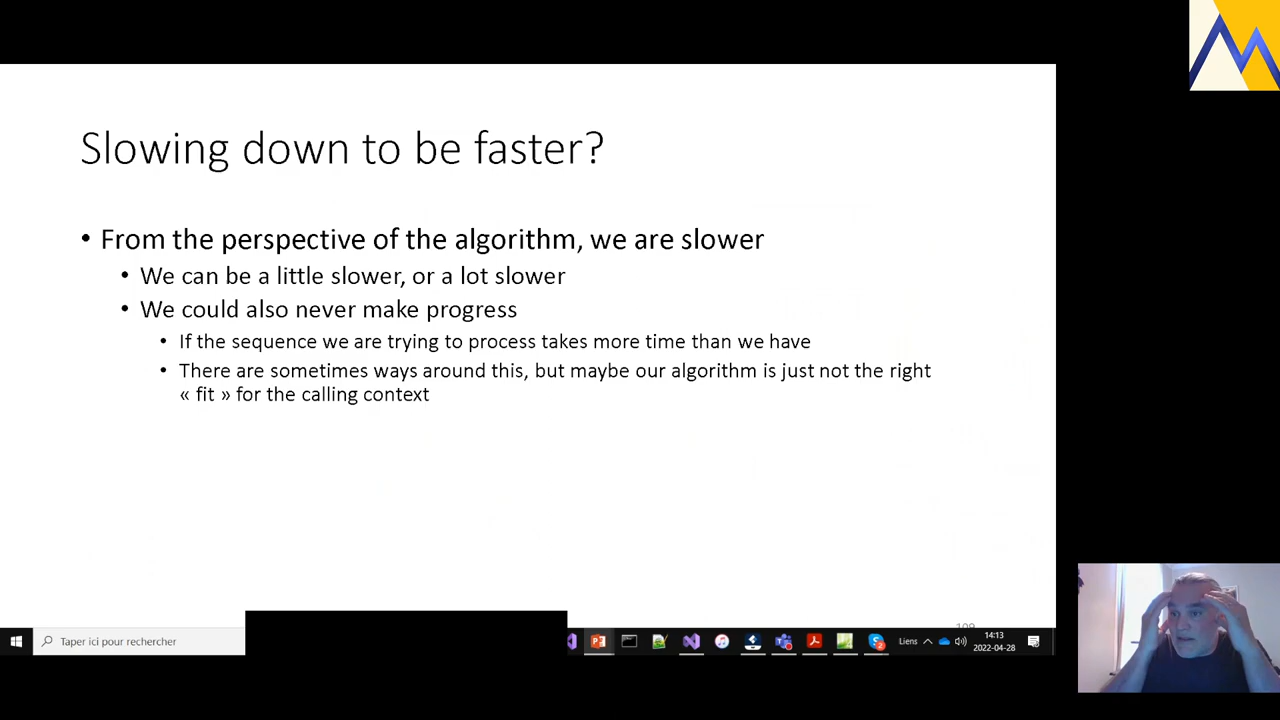 Slowing down to be faster?
• From the perspective of the algorithm, we are slower
• We can be a little slower, or a lot slower
• We could also never make progress
• If the sequence we are trying to process takes more time than we have
• There are sometimes ways around this, but maybe our algorithm is just not the right
« fit » for the calling context
109
Taper ici pour rechercher
Liens
14:13
2022-04-28